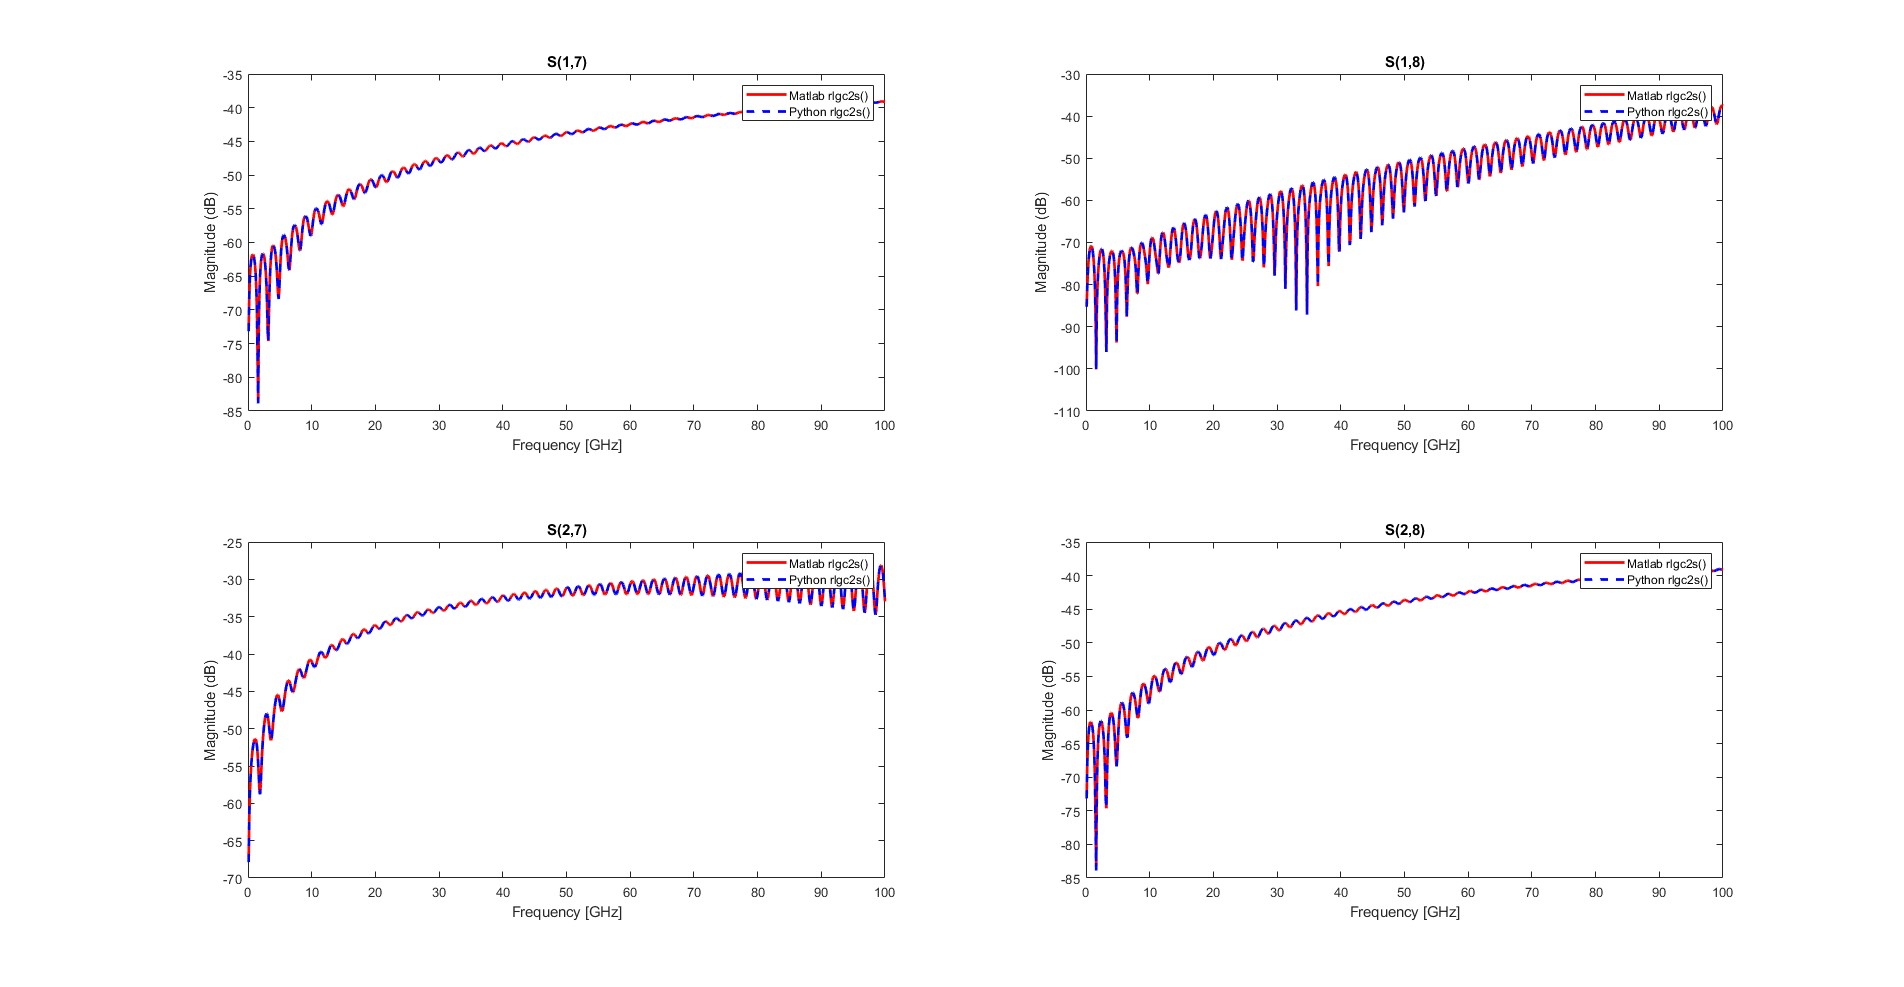 S(1,7)
-35
-40
-45
-50
-55
-60
-65
-70
-75
-80
-85
Magnitude (dB)
Matlab rlgc2s()
Python rlgc2s()
0 10 20 30 40 50 60 70 80 90 100
Frequency [GHz]
S(1,8)
-30
-40
-50
-60
-70
-80
-90
-100
-110
Magnitude (dB)
Matlab rlgc2s()
Python rlgc2s()
0 10 20 30 40 50 60 70 80 90 100
Frequency [GHz]
S(2,7)
-25
-30
-35
-40
-45
-50
-55
-60
-65
-70
Magnitude (dB)
Matlab rlgc2s()
Python rlgc2s()
0 10 20 30 40 50 60 70 80 90 100
Frequency [GHz]
S(2,8)
-35
-40
-45
-50
-55
-60
-65
-70
-75
-80
-85
Magnitude (dB)
Matlab rlgc2s()
Python rlgc2s()
0 10 20 30 40 50 60 70 80 90 100
Frequency [GHz]